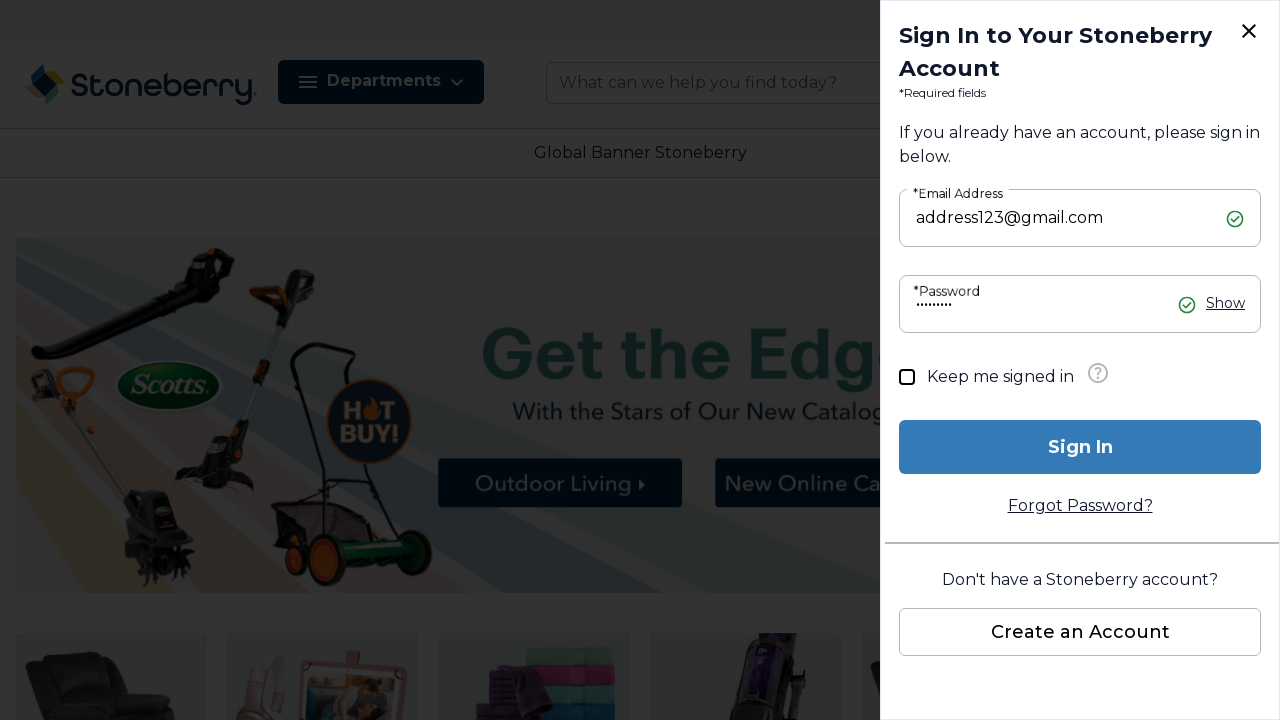 Sign In to Your Stoneberry
Account
*Required fields
If you already have an account, please sign in
below.
*Email Address
address123@gmail.com
*Password
•••••••••
Show
Keep me signed in
Sign In
Forgot Password?
Don't have a Stoneberry account?
Create an Account
Stoneberry
Departments
What can we help you find today?
Global Banner Stoneberry
Get the Edge
With the Stars of Our New Catalog
Scotts
HOT
BUY!
Outdoor Living
New Online Ca